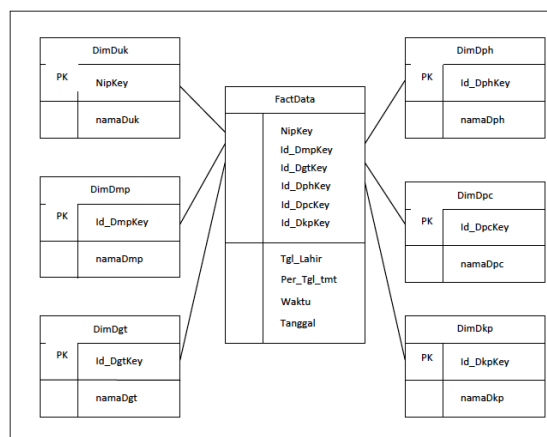 DimDuk
PK
NipKey
namaDuk
DimDmp
PK
Id_DmpKey
namaDmp
DimDgt
PK
Id_DgtKey
namaDgt
FactData
NipKey
Id_DmpKey
Id_DgtKey
Id_DphKey
Id_DpcKey
Id_DkpKey
Tgl_Lahir
Per_Tgl_tmt
Waktu
Tanggal
DimDph
PK
Id_DphKey
namaDph
DimDpc
PK
Id_DpcKey
namaDpc
DimDkp
PK
Id_DkpKey
namaDkp